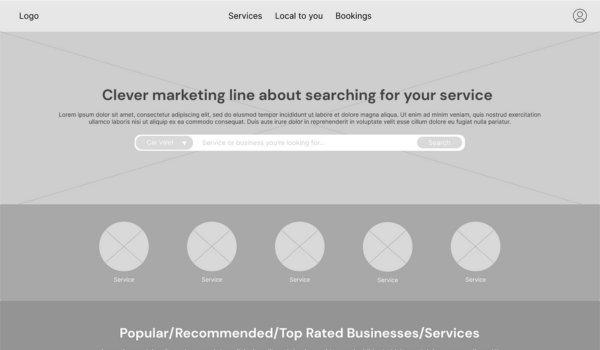 Logo
Services Local to you Bookings
Clever marketing line about searching for your service
Lorem ipsum dolor sit amet, consectetur adipiscing elit, sed do eiusmod tempor incididunt ut labore et dolore magna aliqua. Ut enim ad minim veniam, quis nostrud exercitation
ullamco laboris nisi ut aliquip ex ea commodo consequat. Duis aute irure dolor in reprehenderit in voluptate velit esse cillum dolore eu fugiat nulla pariatur.
Car Valet Service or business you're looking for... Search
Service Service Service Service Service
Popular/Recommended/Top Rated Businesses/Services